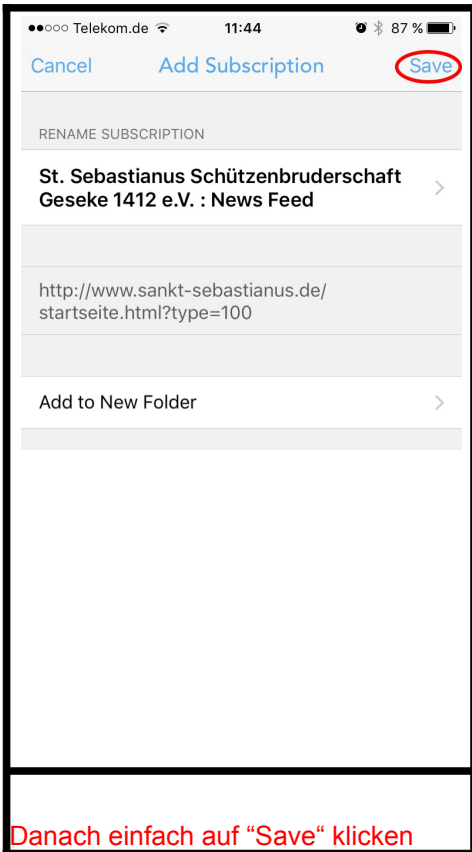 ●●○○○ Telekom.de 11:44 87 %
Cancel Add Subscription Save
RENAME SUBSCRIPTION
St. Sebastianus Schützenbruderschaft
Geseke 1412 e.V. : News Feed
http://www.sankt-sebastianus.de/
startseite.html?type=100
Add to New Folder
Danach einfach auf “Save“ klicken